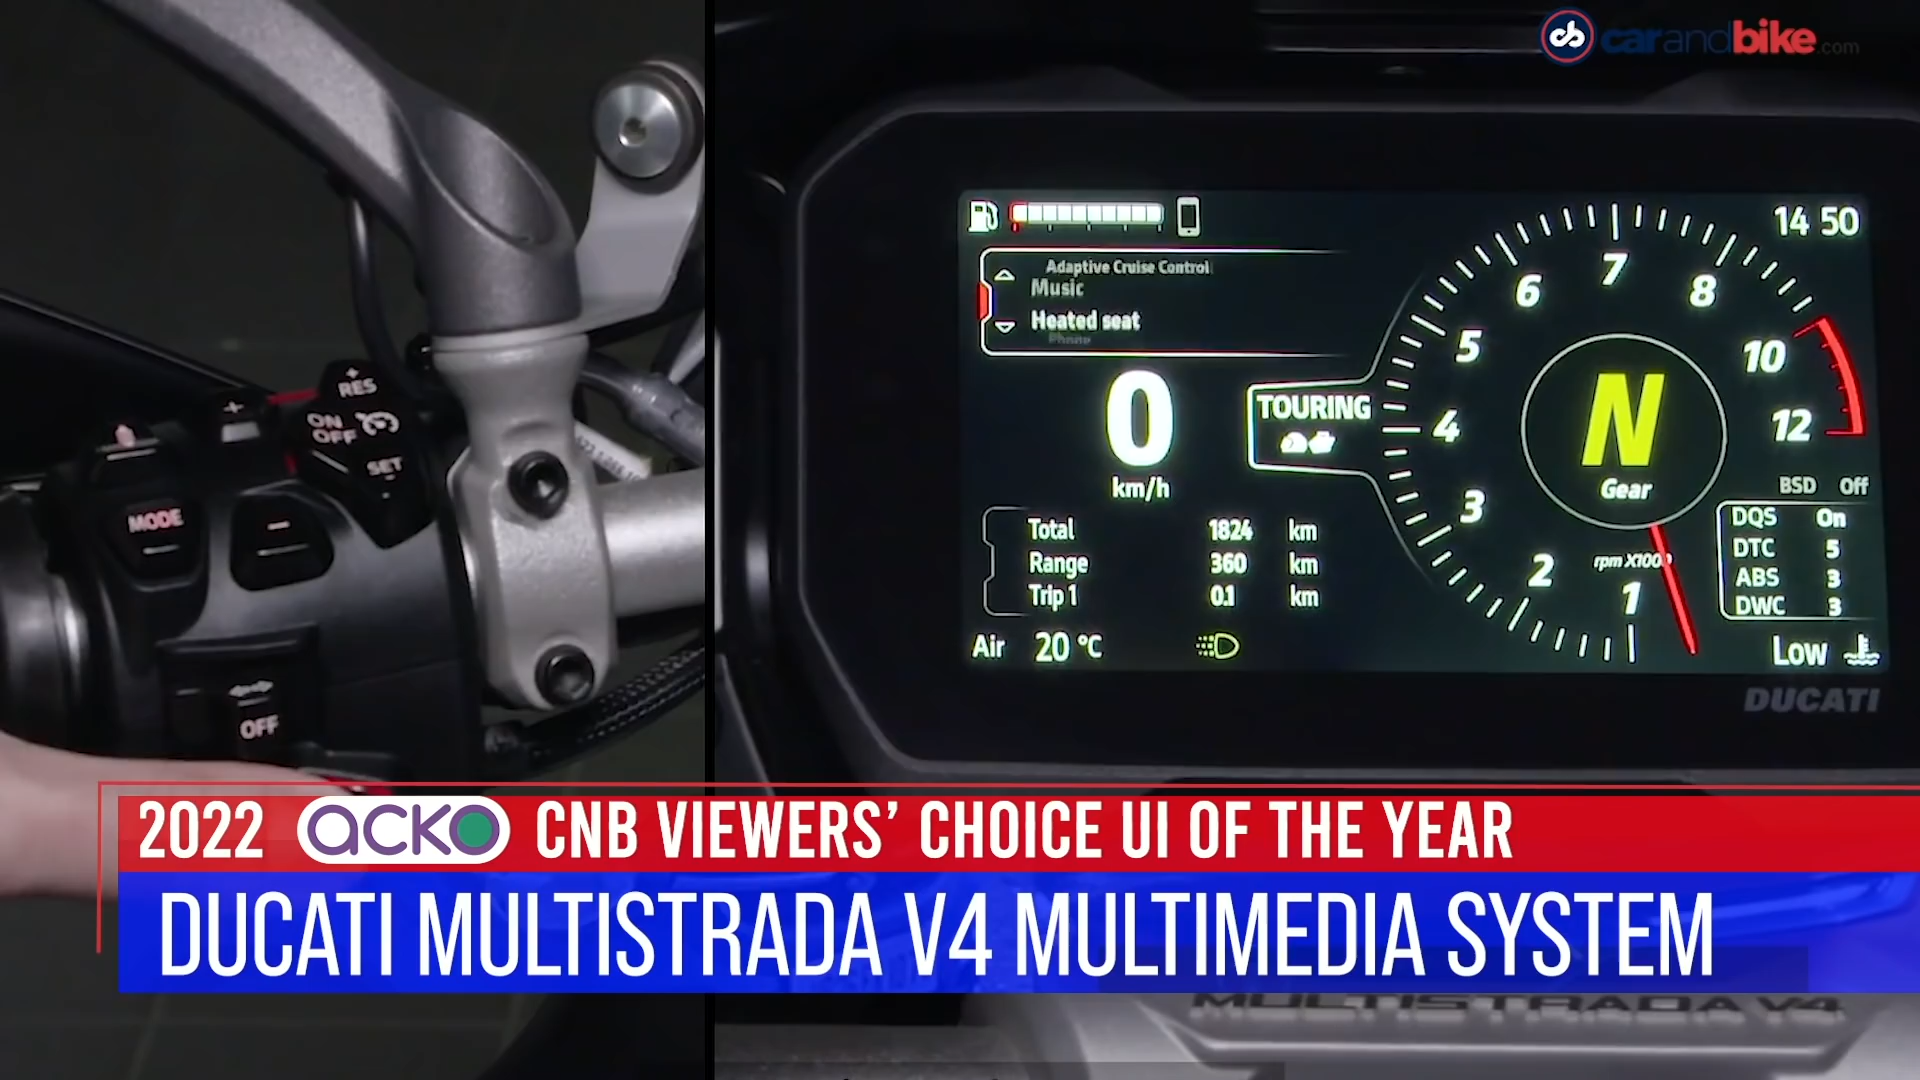 carandbike.com
RES
ON
OFF
SET
MODE
OFF
14 50
Adaptive Cruise Control
Music
Heated seat
Phone
0
km/h
TOURING
1
2
3
4
5
6
7
8
10
12
N
Gear
rpm X1000
BSD Off
DQS On
DTC 5
ABS 3
DWC 3
Total 1824 km
Range 360 km
Trip 1 0.1 km
Air 20 °C
Low
DUCATI
2022 acko CNB VIEWERS' CHOICE UI OF THE YEAR
DUCATI MULTISTRADA V4 MULTIMEDIA SYSTEM
MULTISTRADA V4